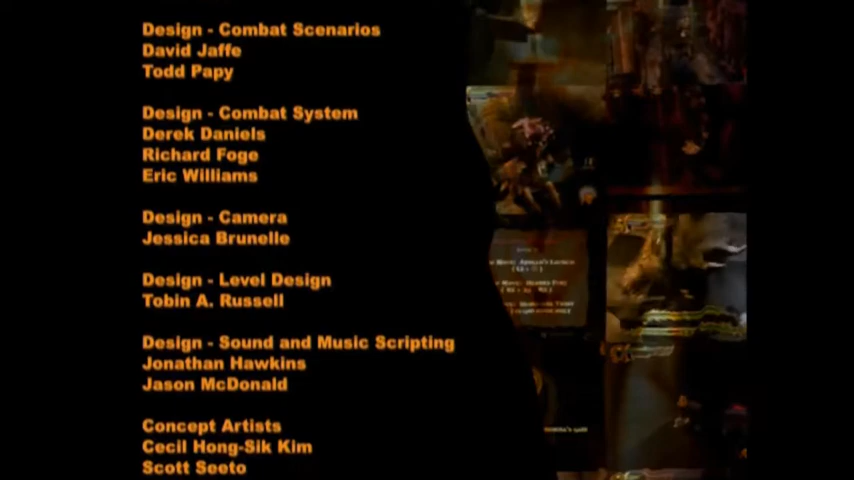 Design - Combat Scenarios
David Jaffe
Todd Papy
Design - Combat System
Derek Daniels
Richard Foge
Eric Williams
Design - Camera
Jessica Brunelle
Design - Level Design
Tobin A. Russell
Design - Sound and Music Scripting
Jonathan Hawkins
Jason McDonald
Concept Artists
Cecil Hong-Sik Kim
Scott Seeto